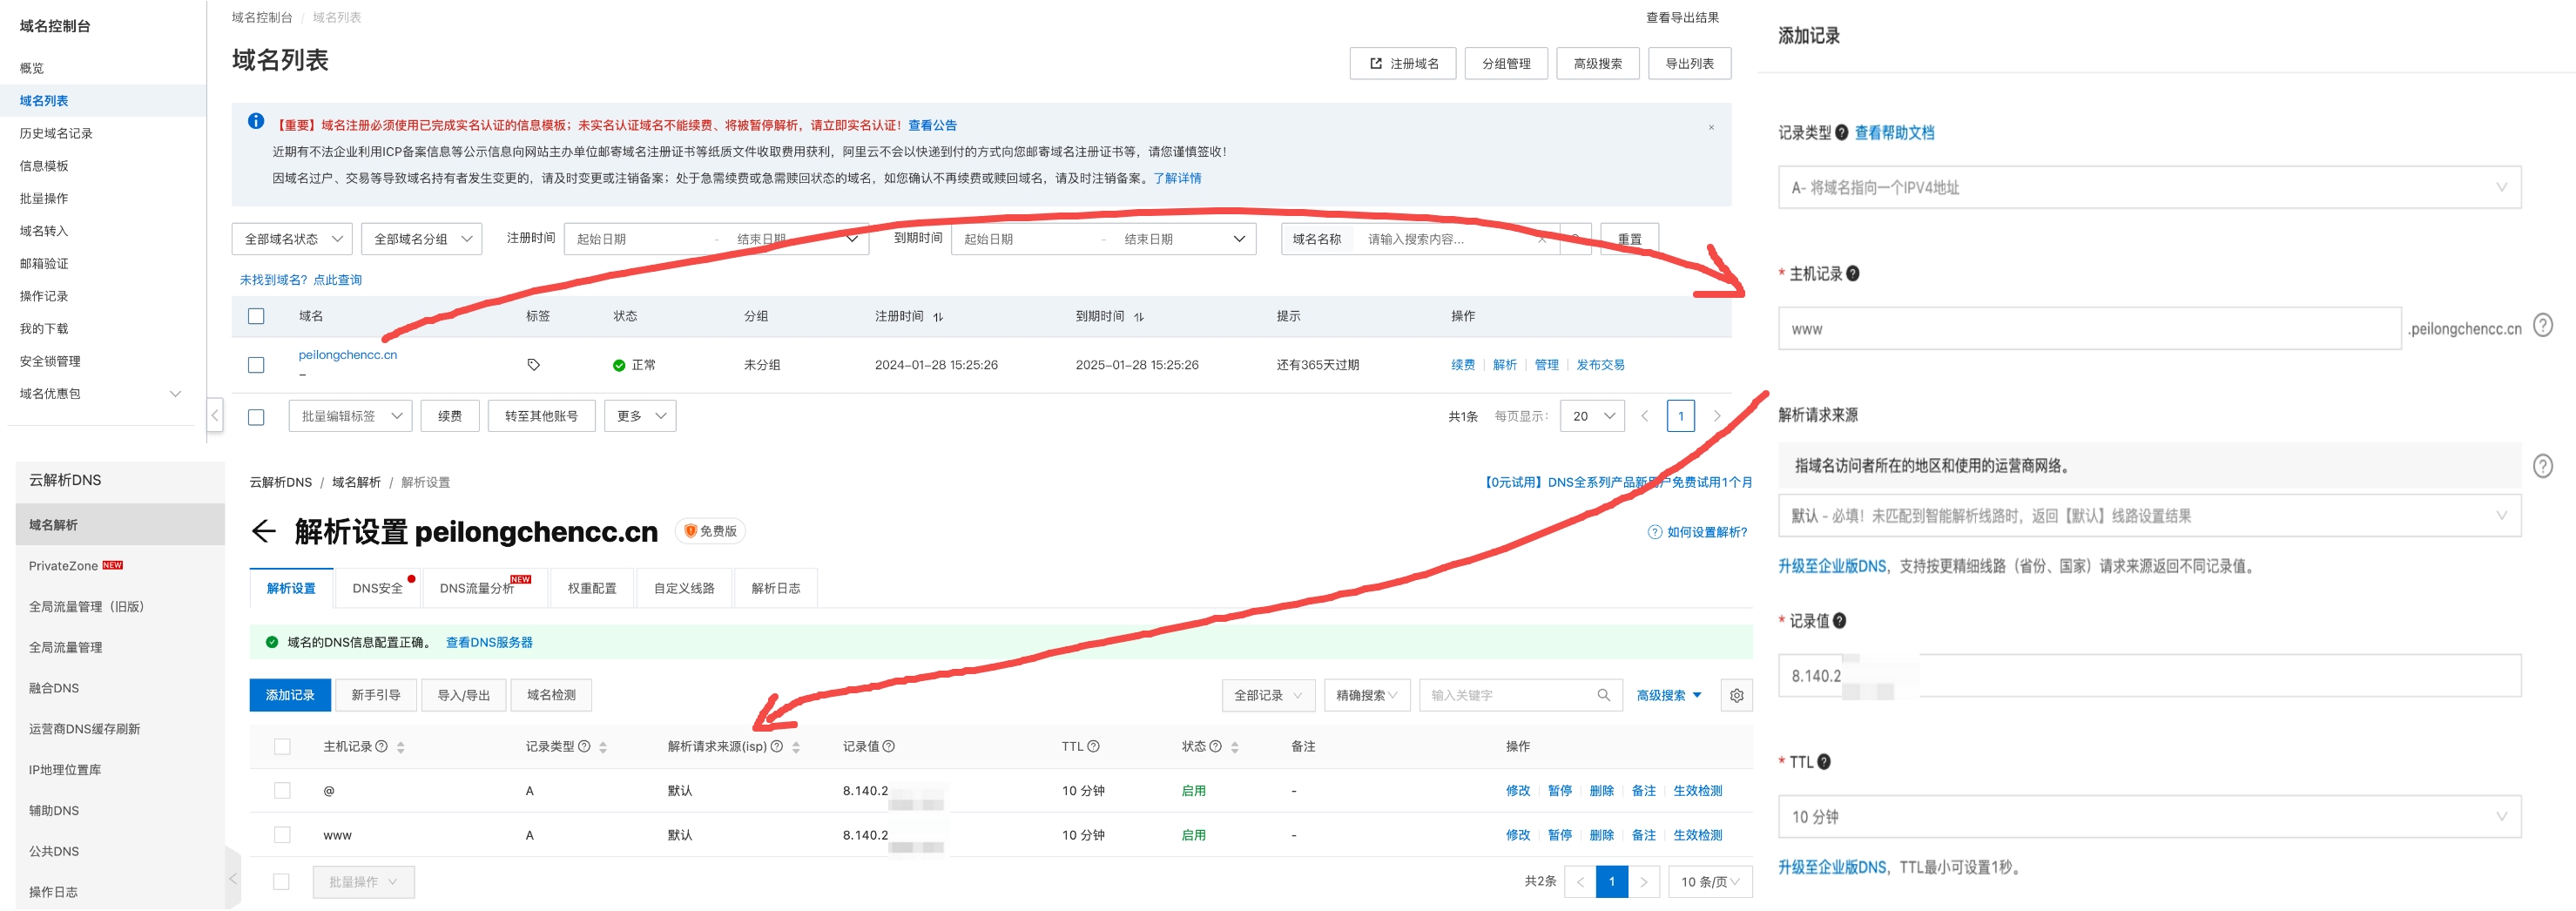 域名控制台
概览
域名列表
历史域名记录
信息模板
批量操作
域名转入
邮箱验证
操作记录
我的下载
安全锁管理
域名优惠包
域名控制台 / 域名列表
查看导出结果
域名列表
注册域名 分组管理 高级搜索 导出列表
【重要】域名注册必须使用已完成实名认证的信息模板；未实名认证域名不能续费、将被暂停解析，请立即实名认证！查看公告
近期有不法企业利用ICP备案信息等公示信息向网站主办单位邮寄域名注册证书等纸质文件收取费用获利，阿里云不会以快递到付的方式向您邮寄域名注册证书等，请您谨慎签收！
因域名过户、交易等导致域名持有者发生变更的，请及时变更或注销备案；处于急需续费或急需赎回状态的域名，如您确认不再续费或赎回域名，请及时注销备案。了解详情
全部域名状态 全部域名分组 注册时间 起始日期 - 结束日期 到期时间 起始日期 - 结束日期 域名名称 请输入搜索内容... 重置
未找到域名？点此查询
域名 标签 状态 分组 注册时间 到期时间 提示 操作
peilongchencc.cn 正常 未分组 2024-01-28 15:25:26 2025-01-28 15:25:26 还有365天过期 续费 解析 管理 发布交易
–
批量编辑标签 续费 转至其他账号 更多 共1条 每页显示： 20 1
云解析DNS
域名解析
PrivateZone NEW
全局流量管理（旧版）
全局流量管理
融合DNS
运营商DNS缓存刷新
IP地理位置库
辅助DNS
公共DNS
操作日志
云解析DNS / 域名解析 / 解析设置
【0元试用】DNS全系列产品新用户免费试用1个月
解析设置 peilongchencc.cn 免费版
如何设置解析?
解析设置 DNS安全 DNS流量分析 NEW 权重配置 自定义线路 解析日志
域名的DNS信息配置正确。 查看DNS服务器
添加记录 新手引导 导入/导出 域名检测 全部记录 精确搜索 输入关键字 高级搜索
主机记录 记录类型 解析请求来源(isp) 记录值 TTL 状态 备注 操作
@ A 默认 8.140.2 10 分钟 启用 - 修改 暂停 删除 备注 生效检测
www A 默认 8.140.2 10 分钟 启用 - 修改 暂停 删除 备注 生效检测
批量操作 共2条 1 10 条/页
添加记录
记录类型 查看帮助文档
A- 将域名指向一个IPV4地址
* 主机记录
www .peilongchencc.cn
解析请求来源
指域名访问者所在的地区和使用的运营商网络。
默认 - 必填！未匹配到智能解析线路时，返回【默认】线路设置结果
升级至企业版DNS，支持按更精细线路（省份、国家）请求来源返回不同记录值。
* 记录值
8.140.2
* TTL
10 分钟
升级至企业版DNS，TTL最小可设置1秒。